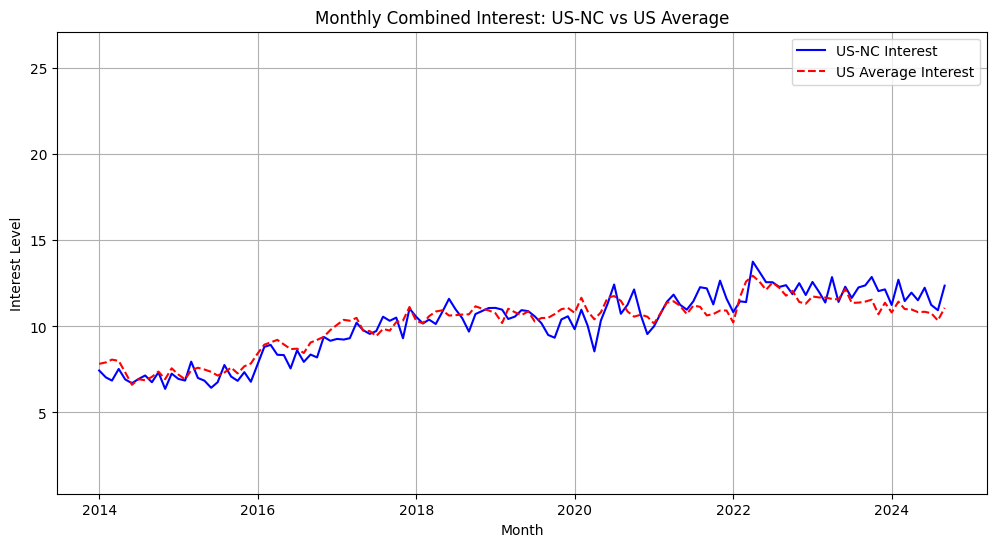 Monthly Combined Interest: US-NC vs US Average
US-NC Interest
US Average Interest
Interest Level
25
20
15
10
5
2014 2016 2018 2020 2022 2024
Month